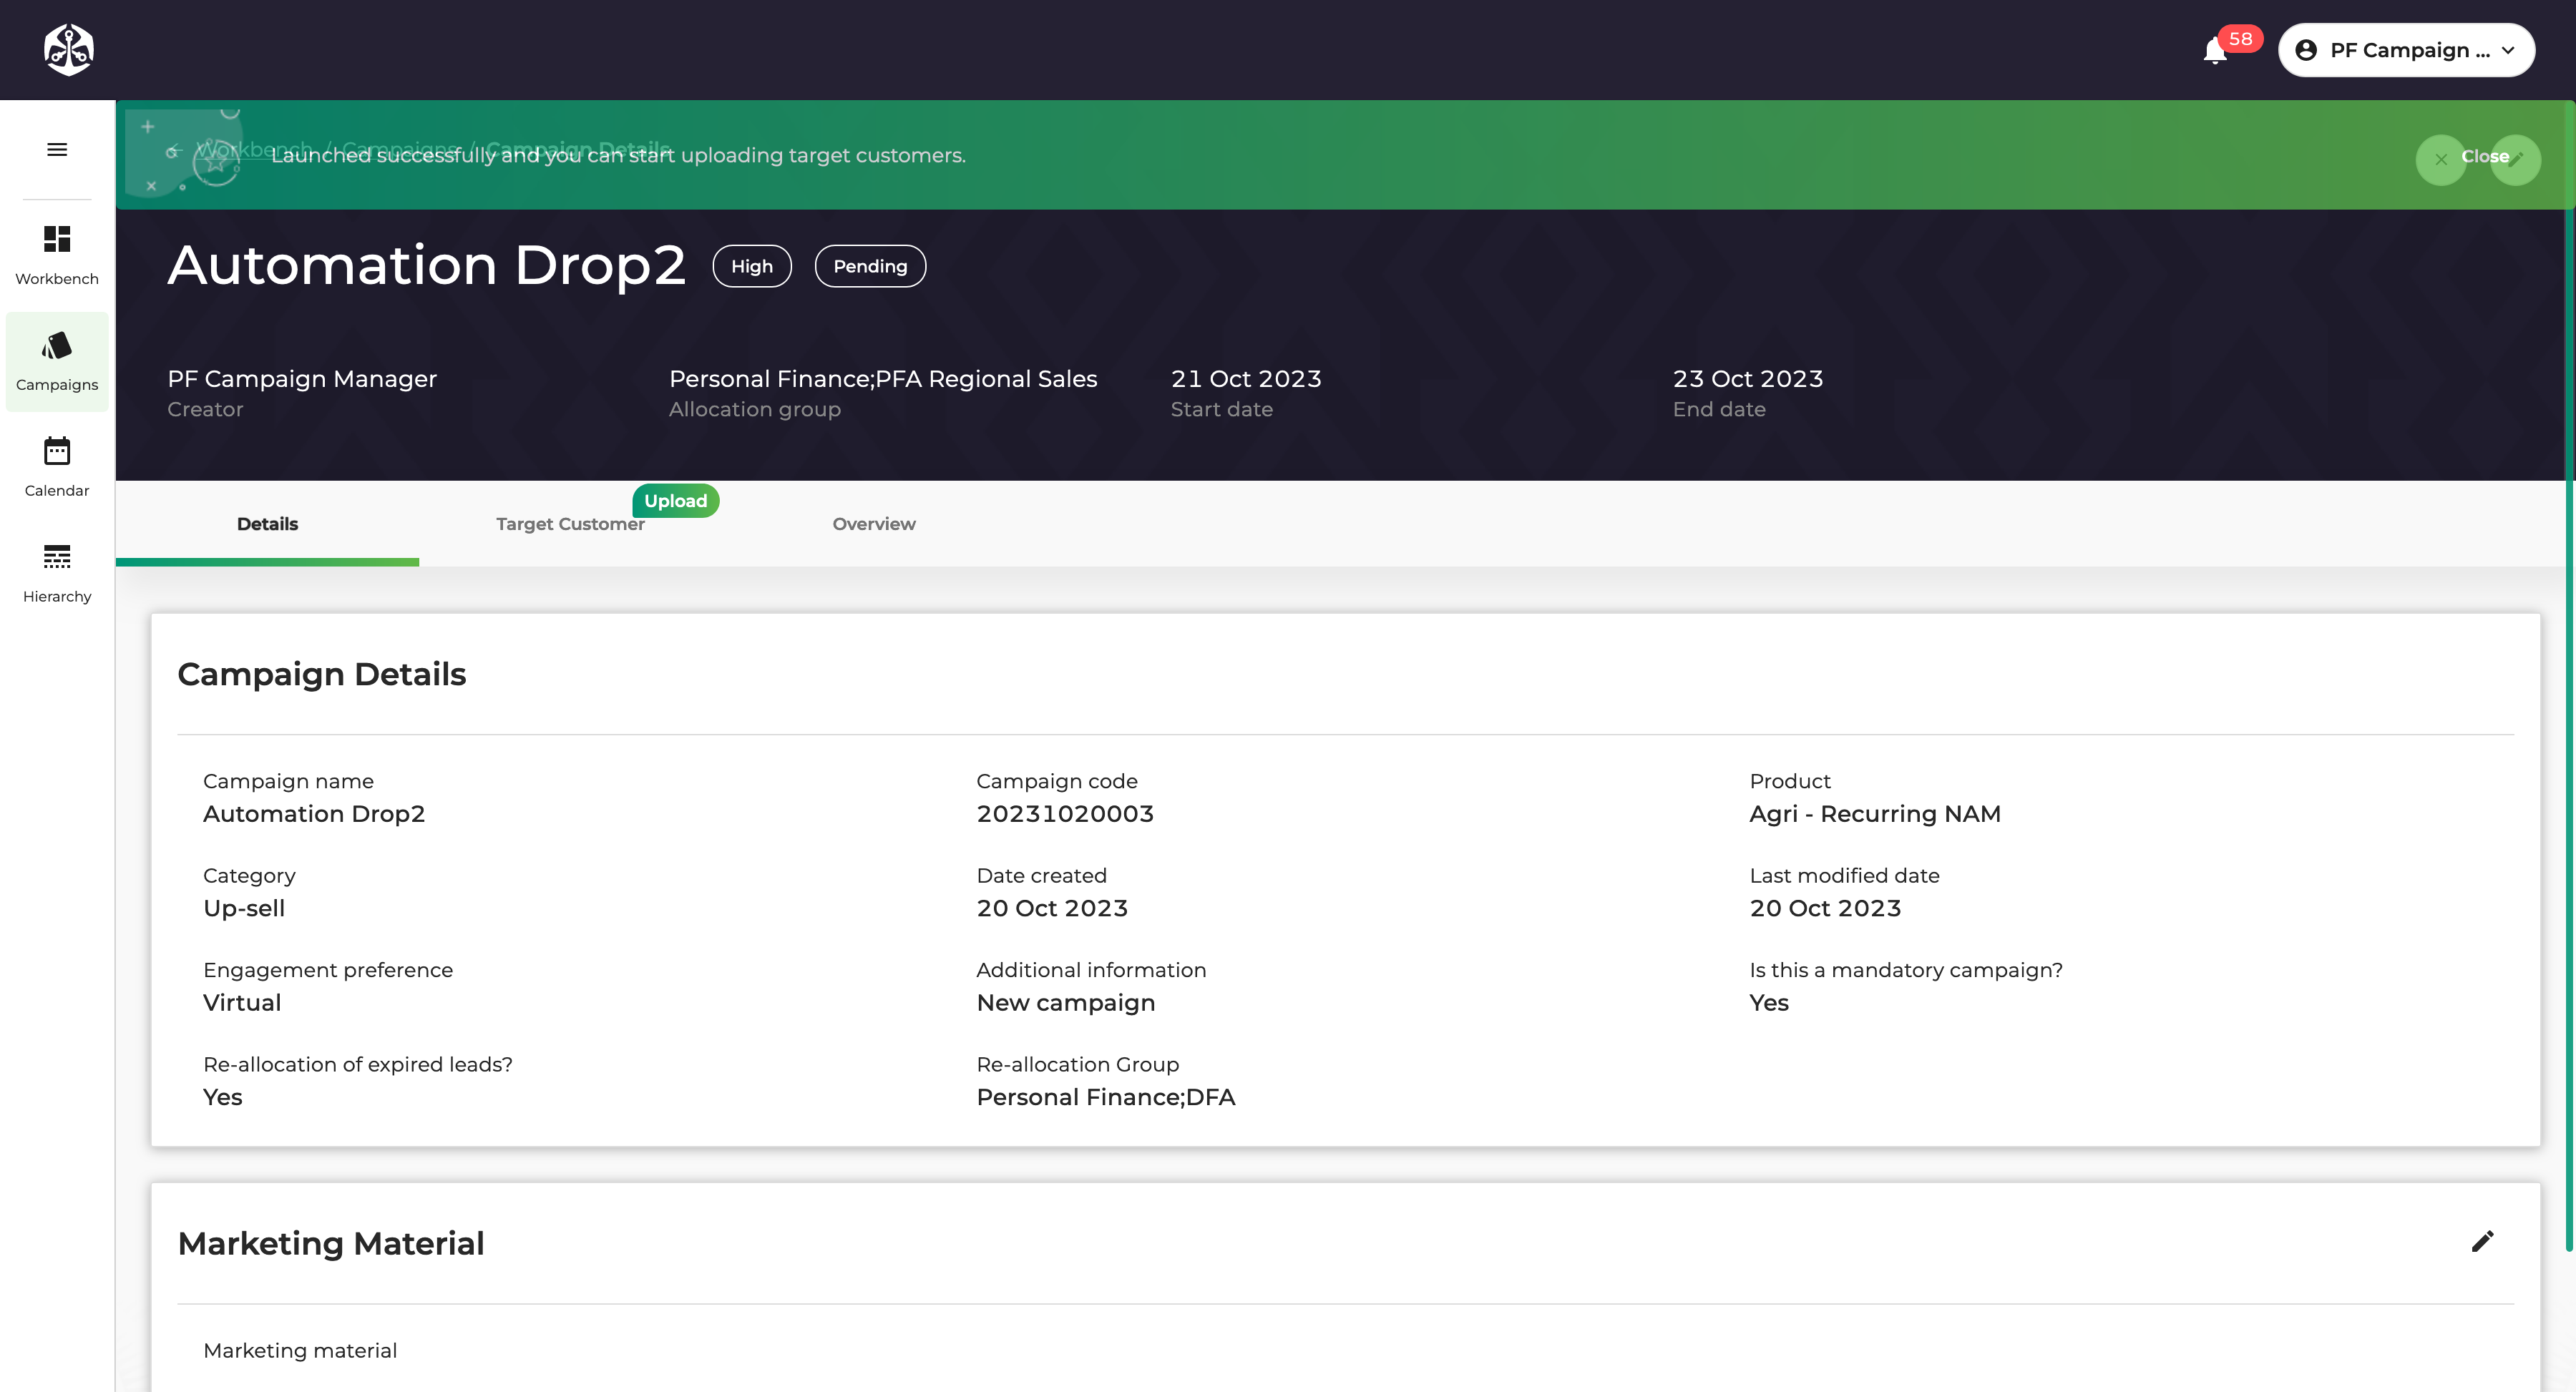 58
PF Campaign ...
Workbench / Campaigns / Campaign Details
Launched successfully and you can start uploading target customers.
Close
Workbench
Campaigns
Calendar
Hierarchy
Automation Drop2 High Pending
PF Campaign Manager
Creator
Personal Finance;PFA Regional Sales
Allocation group
21 Oct 2023
Start date
23 Oct 2023
End date
Details
Target Customer
Upload
Overview
Campaign Details
Campaign name
Automation Drop2
Campaign code
20231020003
Product
Agri - Recurring NAM
Category
Up-sell
Date created
20 Oct 2023
Last modified date
20 Oct 2023
Engagement preference
Virtual
Additional information
New campaign
Is this a mandatory campaign?
Yes
Re-allocation of expired leads?
Yes
Re-allocation Group
Personal Finance;DFA
Marketing Material
Marketing material